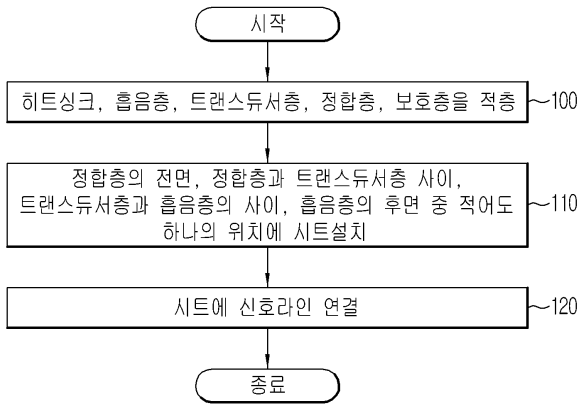 시작
히트싱크, 흡음층, 트랜스듀서층, 정합층, 보호층을 적층
100
정합층의 전면, 정합층과 트랜스듀서층 사이,
트랜스듀서층과 흡음층의 사이, 흡음층의 후면 중 적어도
하나의 위치에 시트설치
110
시트에 신호라인 연결
120
종료